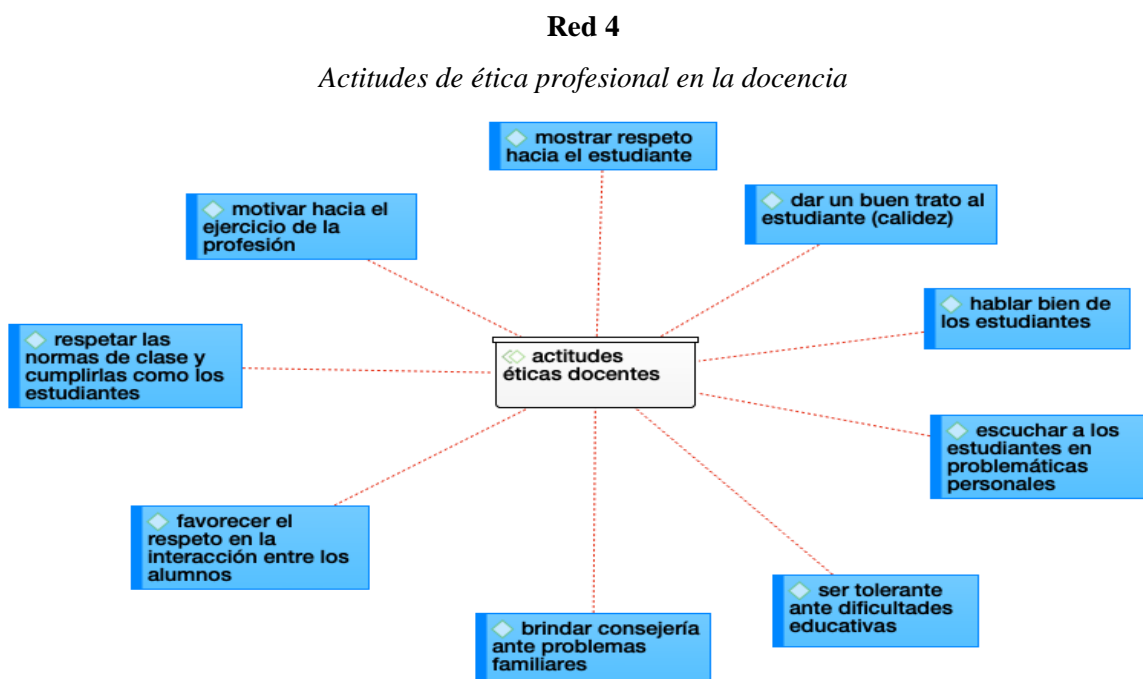 Red 4
Actitudes de ética profesional en la docencia
mostrar respeto
hacia el estudiante
motivar hacia el
ejercicio de la
profesión
dar un buen trato al
estudiante (calidez)
hablar bien de
los estudiantes
respetar las
normas de clase y
cumplirlas como los
estudiantes
actitudes
éticas docentes
escuchar a los
estudiantes en
problemáticas
personales
favorecer el
respeto en la
interacción entre los
alumnos
ser tolerante
ante dificultades
educativas
brindar consejería
ante problemas
familiares